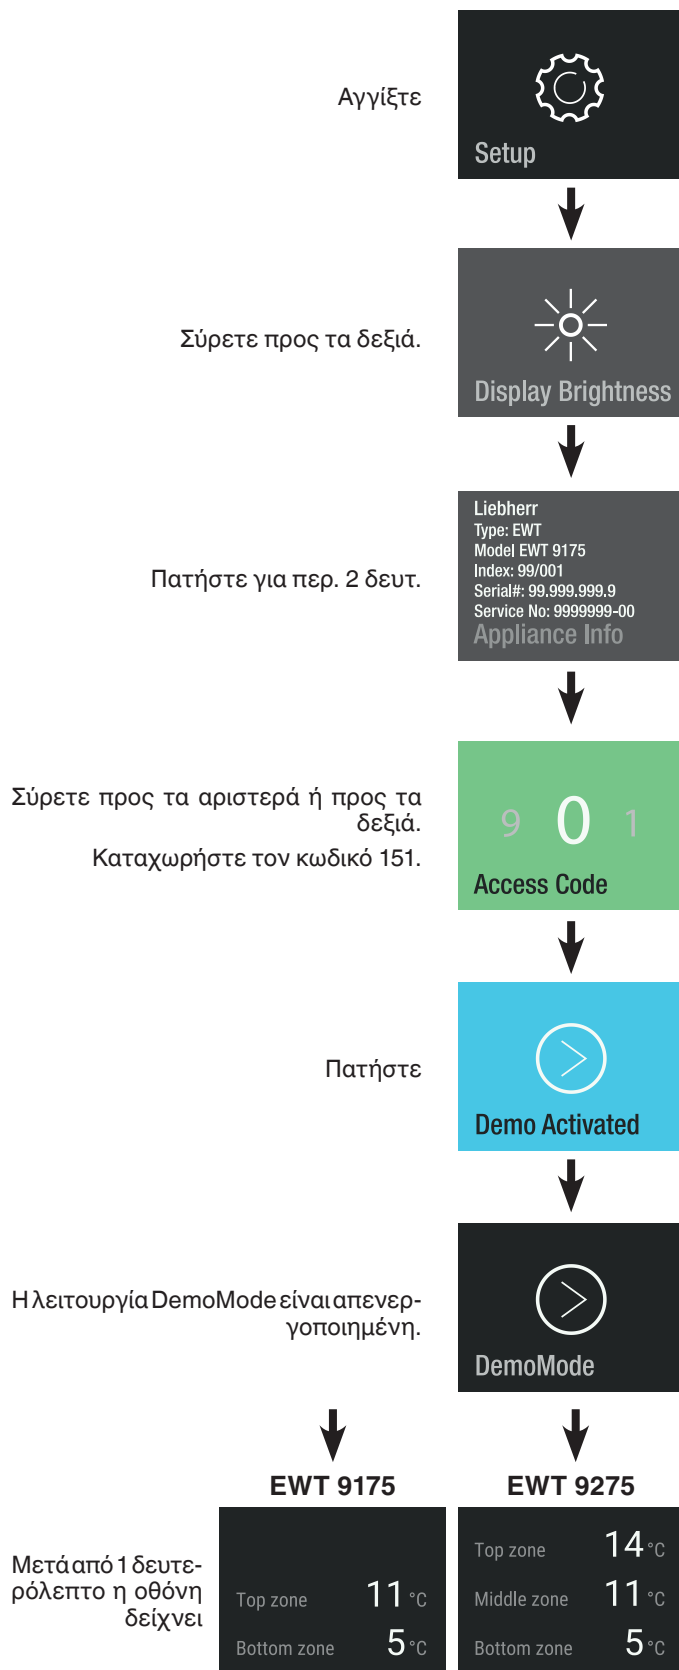 Αγγίξτε
Setup
Σύρετε προς τα δεξιά.
Display Brightness
Πατήστε για περ. 2 δευτ.
Liebherr
Type: EWT
Model EWT 9175
Index: 99/001
Serial#: 99.999.999.9
Service No: 9999999-00
Appliance Info
Σύρετε προς τα αριστερά ή προς τα
δεξιά.
Καταχωρήστε τον κωδικό 151.
9 0 1
Access Code
Πατήστε
Demo Activated
Η λειτουργία DemoMode είναι απενερ-
γοποιημένη.
DemoMode
EWT 9175
EWT 9275
Μετά από 1 δευτε-
ρόλεπτο η οθόνη
δείχνει
Top zone 11 °C
Bottom zone 5 °C
Top zone 14 °C
Middle zone 11 °C
Bottom zone 5 °C